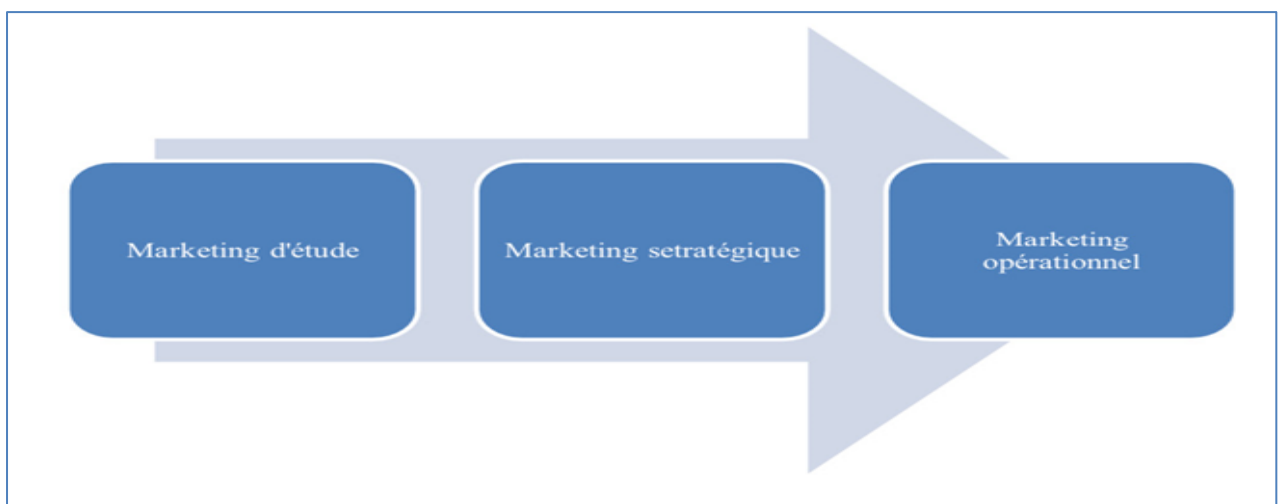 Marketing d'étude
Marketing setratégique
Marketing
opérationnel